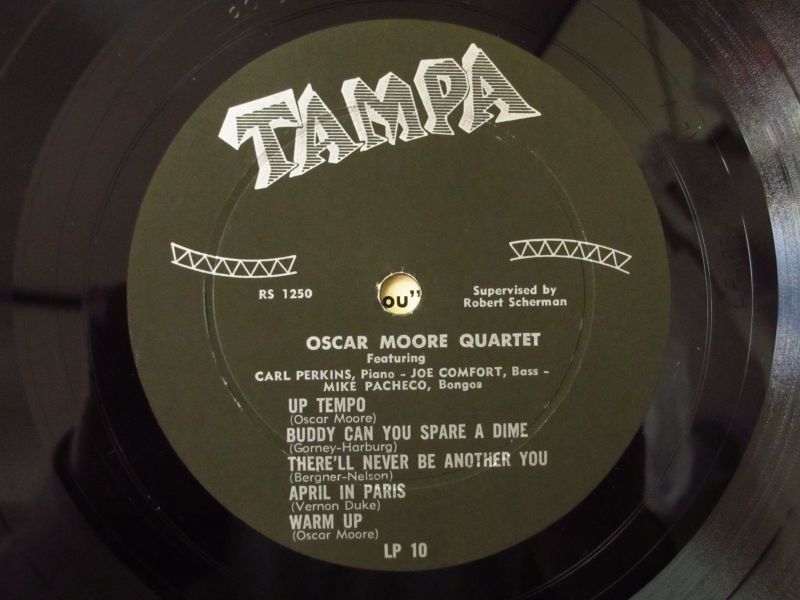 TAMPA
RS 1250
ou"
Supervised by
Robert Scherman
OSCAR MOORE QUARTET
Featuring
CARL PERKINS, Piano - JOE COMFORT, Bass -
MIKE PACHECO, Bongos
UP TEMPO
(Oscar Moore)
BUDDY CAN YOU SPARE A DIME
(Gorney-Harburg)
THERE'LL NEVER BE ANOTHER YOU
(Bergner-Nelson)
APRIL IN PARIS
(Vernon Duke)
WARM UP
(Oscar Moore)
LP 10